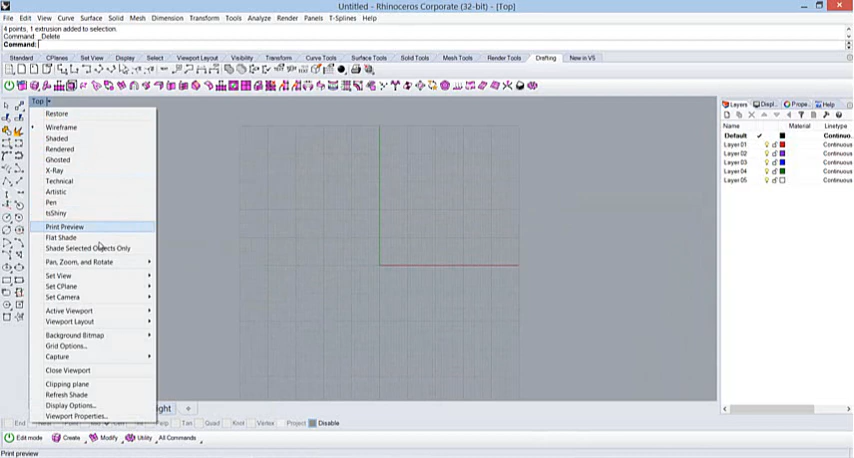 Untitled - Rhinoceros Corporate (32-bit) - [Top]
File Edit View Curve Surface Solid Mesh Dimension Transform Tools Analyze Render Panels T-Splines Help
4 points, 1 extrusion added to selection.
Command: _Delete
Command:
Standard CPlanes Set View Display Select Viewport Layout Visibility Transform Curve Tools Surface Tools Solid Tools Mesh Tools Render Tools Drafting New in V5
Top
Restore
Wireframe
Shaded
Rendered
Ghosted
X-Ray
Technical
Artistic
Pen
tsShiny
Print Preview
Flat Shade
Shade Selected Objects Only
Pan, Zoom, and Rotate
Set View
Set CPlane
Set Camera
Active Viewport
Viewport Layout
Background Bitmap
Grid Options...
Capture
Close Viewport
Clipping plane
Refresh Shade
Display Options...
Viewport Properties...
Layers Displ... Prope... Help
Name Material Linetype
Default Continuo...
Layer 01 Continuous
Layer 02 Continuous
Layer 03 Continuous
Layer 04 Continuous
Layer 05 Continuous
ght
End Tan Quad Knot Vertex Project Disable
Edit mode Create Modify Utility All Commands
Print preview